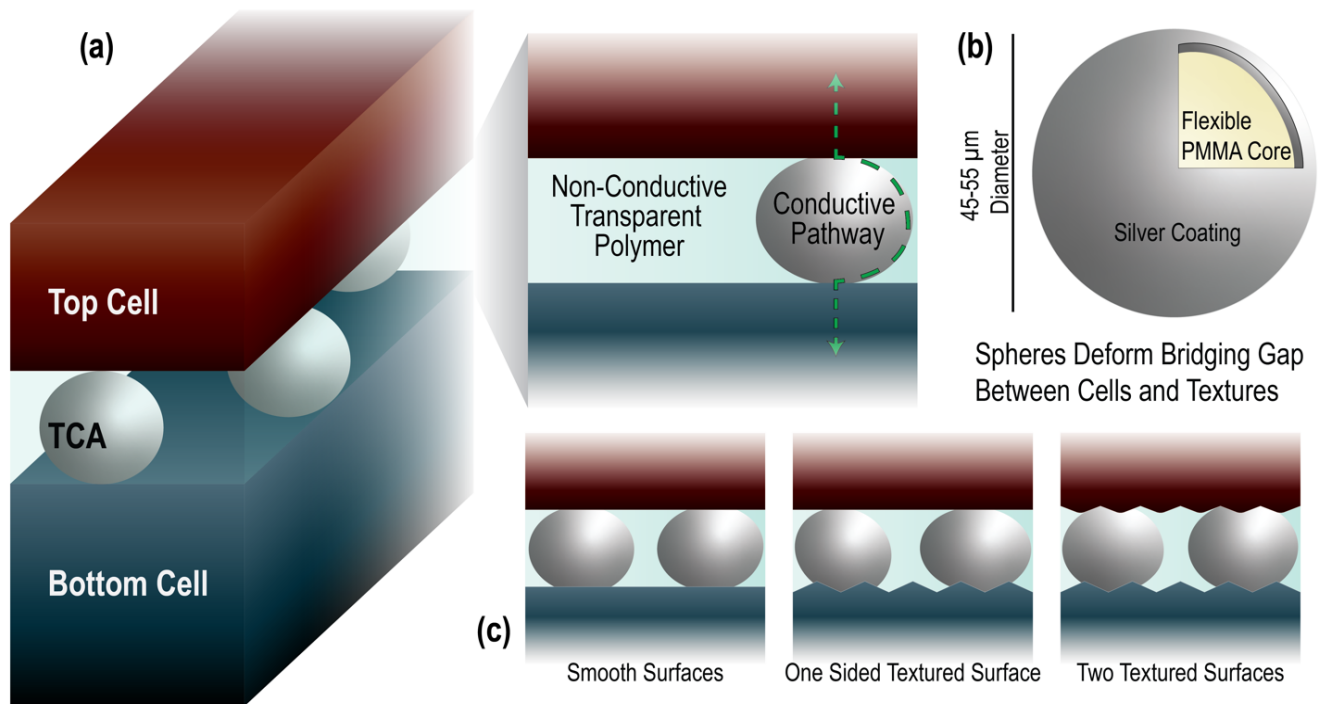 (a)
Top Cell
TCA
Bottom Cell
Non-Conductive
Transparent
Polymer
Conductive
Pathway
(b)
45-55 µm
Diameter
Flexible
PMMA Core
Silver Coating
Spheres Deform Bridging Gap
Between Cells and Textures
(c)
Smooth Surfaces
One Sided Textured Surface
Two Textured Surfaces